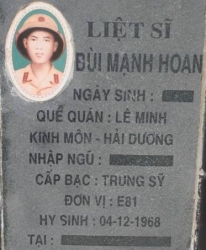 LIỆT SĨ
BÙI MẠNH HOAN
NGÀY SINH :
QUÊ QUÁN : LÊ MINH
KINH MÔN - HẢI DƯƠNG
NHẬP NGŨ :
CẤP BẠC : TRUNG SỸ
ĐƠN VỊ : E81
HY SINH : 04-12-1968
TẠI :